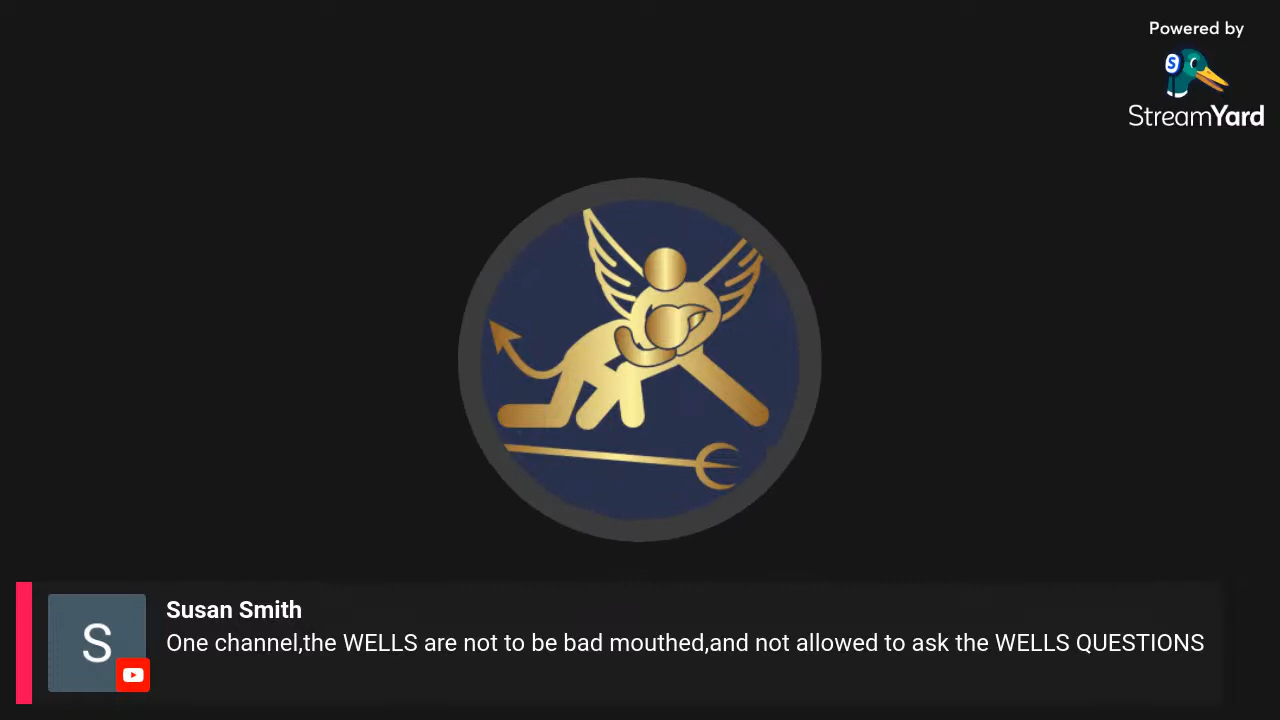 Powered by
S
StreamYard
S
Susan Smith
One channel,the WELLS are not to be bad mouthed,and not allowed to ask the WELLS QUESTIONS